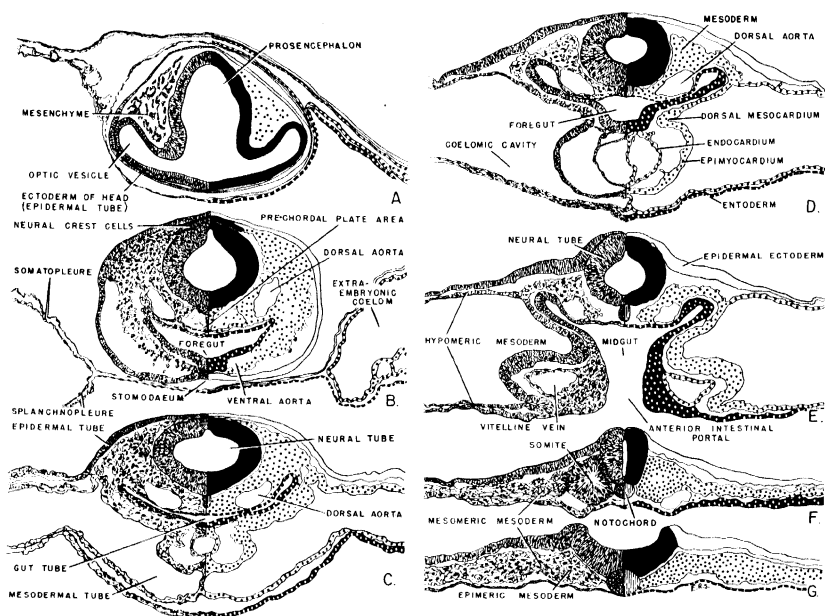 PROSENCEPHALON
MESENCHYME
OPTIC VESICLE
ECTODERM OF HEAD
(EPIDERMAL TUBE)
A
NEURAL CREST CELLS
PRE-CHORDAL PLATE AREA
DORSAL AORTA
SOMATOPLEURE
EXTRA-
EMBRYONIC
COELOM
FOREGUT
STOMODAEUM
VENTRAL AORTA
B.
SPLANCHNOPLEURE
EPIDERMAL TUBE
NEURAL TUBE
DORSAL AORTA
GUT TUBE
MESODERMAL TUBE
C.
MESODERM
DORSAL AORTA
FOREGUT
DORSAL MESOCARDIUM
COELOMIC CAVITY
ENDOCARDIUM
EPIMYOCARDIUM
ENTODERM
D.
NEURAL TUBE
EPIDERMAL ECTODERM
HYPOMERIC MESODERM
MIDGUT
VITELLINE VEIN
ANTERIOR INTESTINAL
PORTAL
E.
SOMITE
MESOMERIC MESODERM
NOTOCHORD
F.
EPIMERIC MESODERM
G.